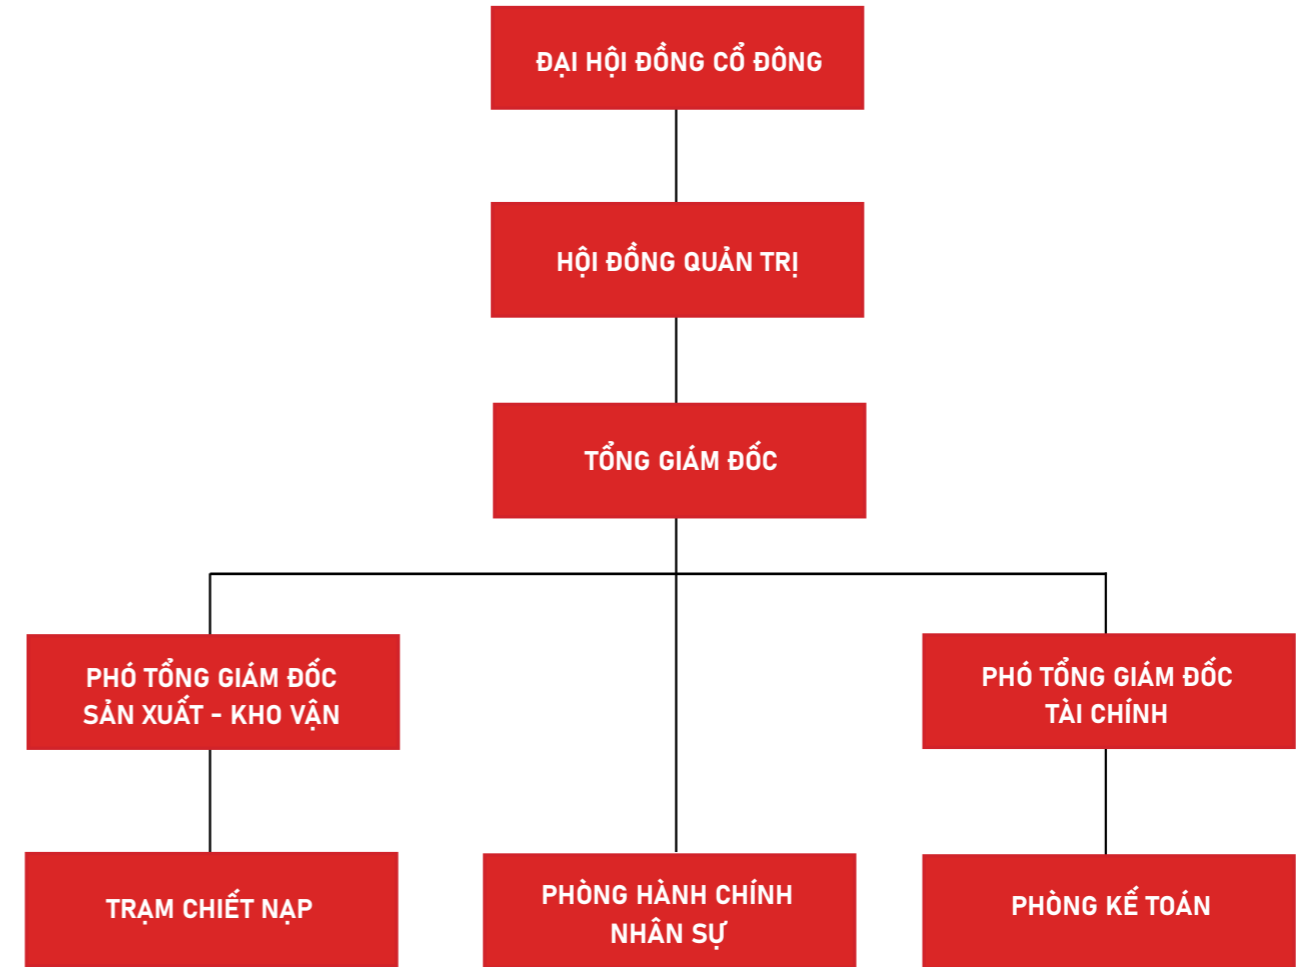 ĐẠI HỘI ĐỒNG CỔ ĐÔNG
HỘI ĐỒNG QUẢN TRỊ
TỔNG GIÁM ĐỐC
PHÓ TỔNG GIÁM ĐỐC
SẢN XUẤT - KHO VẬN
PHÓ TỔNG GIÁM ĐỐC
TÀI CHÍNH
TRẠM CHIẾT NẠP
PHÒNG HÀNH CHÍNH
NHÂN SỰ
PHÒNG KẾ TOÁN